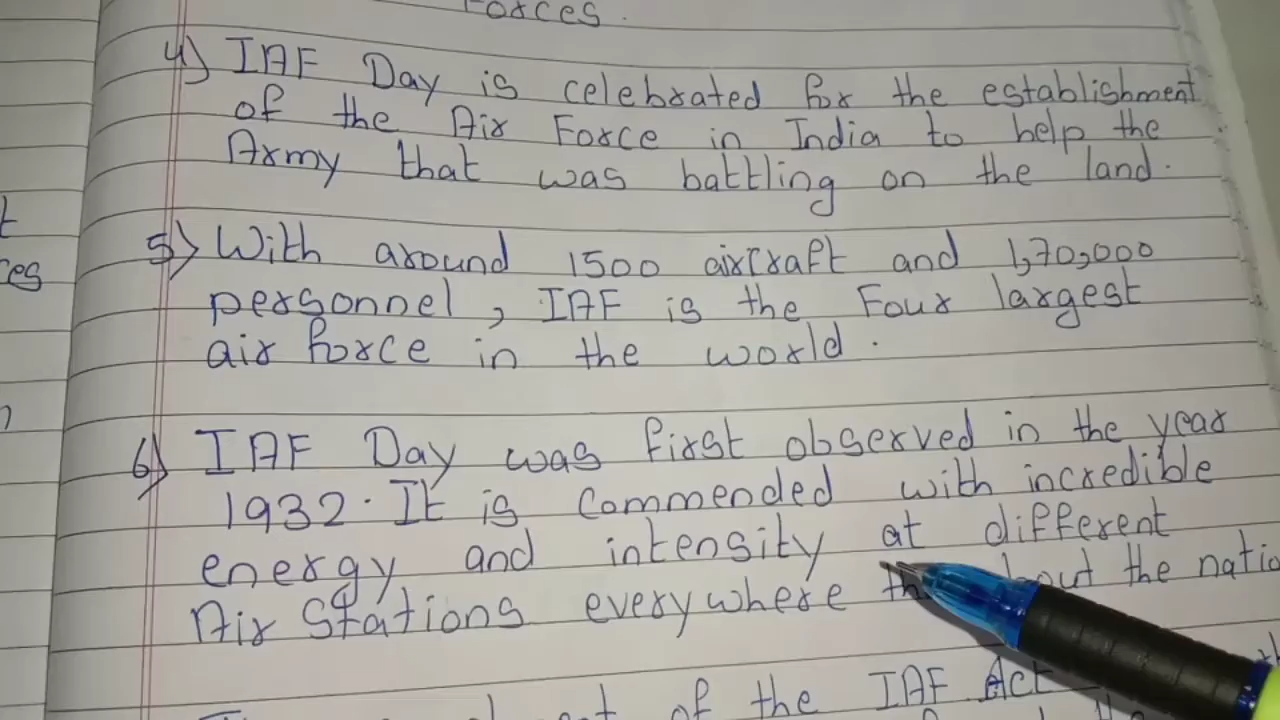 Forces.
4) IAF Day is celebrated for the establishment
of the Air Force in India to help the
Army that was battling on the land.
5) With around 1500 aircraft and 1,70,000
personnel, IAF is the Four largest
air force in the world.
6) IAF Day was first observed in the year
1932. It is Commended with incredible
energy and intensity at different
Air Stations everywhere the natio
of the IAF Act